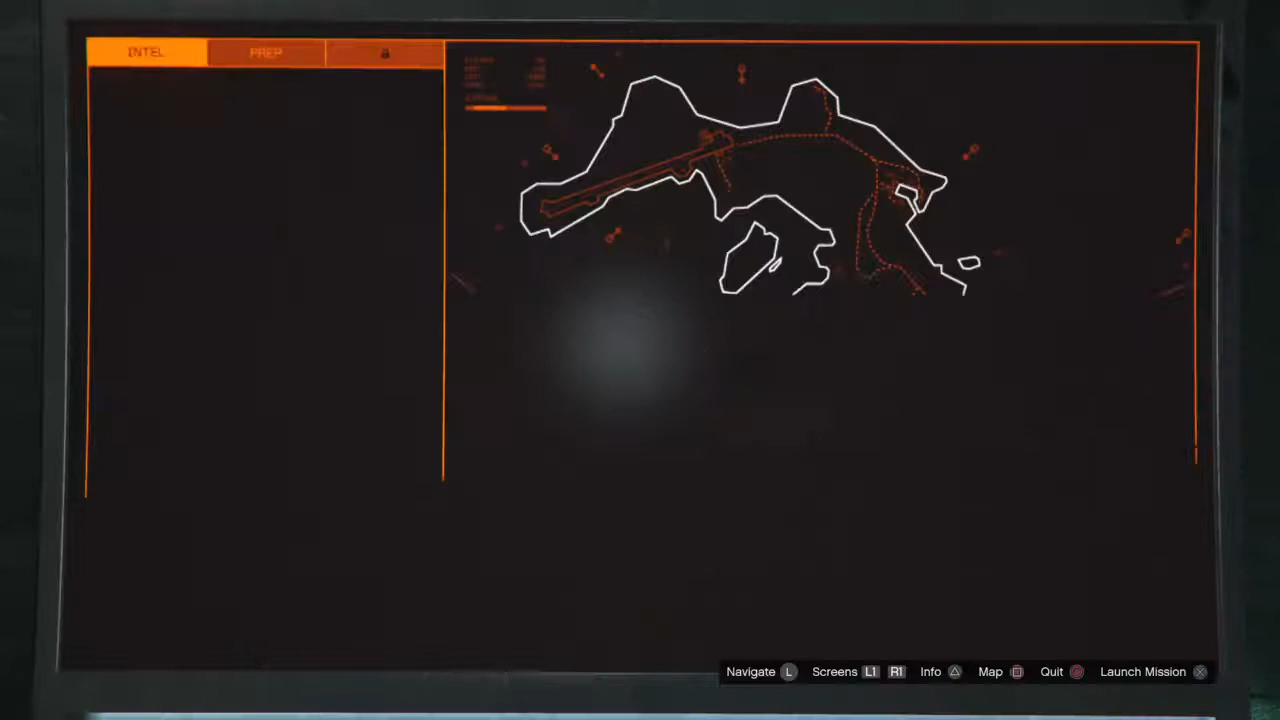 INTEL
PREP
Navigate L
Screens L1 R1
Info
Map
Quit
Launch Mission